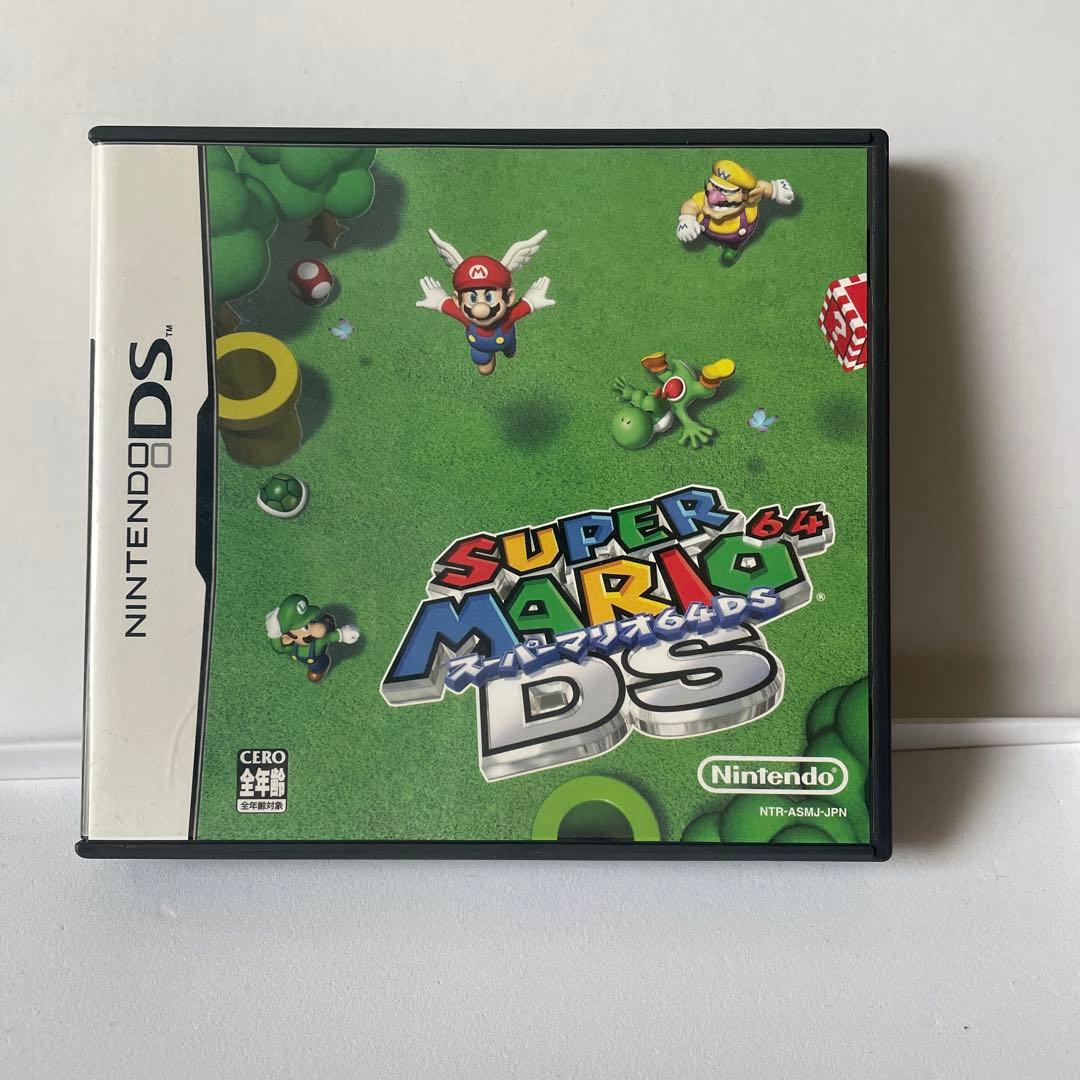 NINTENDO DS™
SUPER
MARIO 64
スーパーマリオ64DS
DS
®
CERO
全年齢
全年齢対象
Nintendo®
NTR-ASMJ-JPN
M
W
3